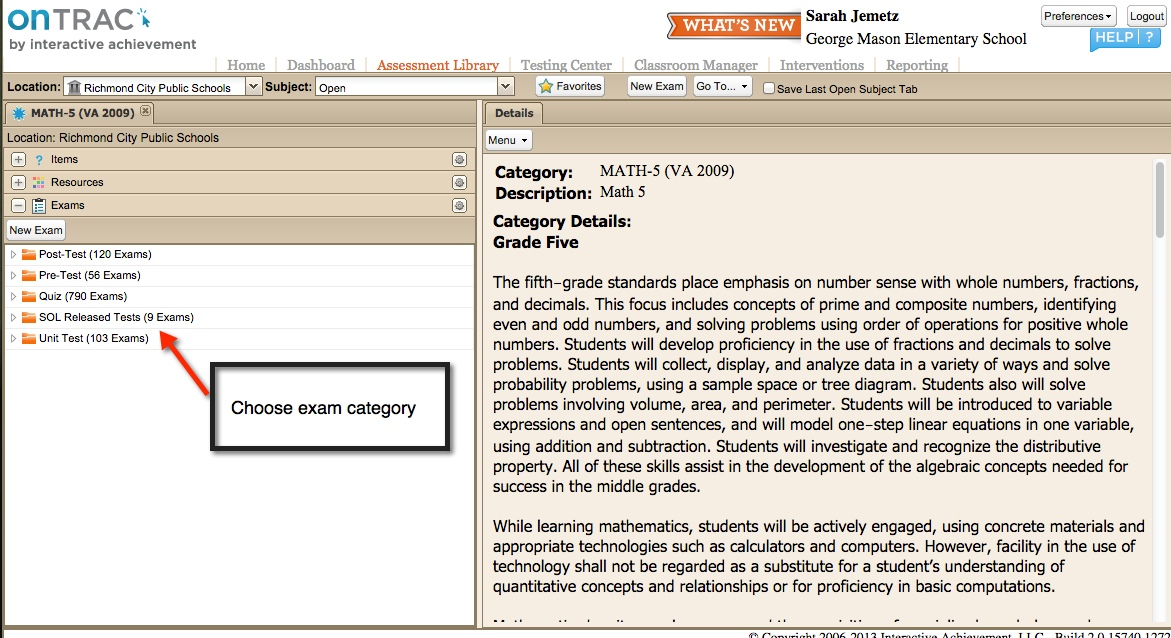 onTRAC
by interactive achievement
WHAT'S NEW
Sarah Jemetz
George Mason Elementary School
Preferences
Logout
HELP ?
Home Dashboard Assessment Library Testing Center Classroom Manager Interventions Reporting
Location: Richmond City Public Schools Subject: Open Favorites New Exam Go To... Save Last Open Subject Tab
MATH-5 (VA 2009)
Location: Richmond City Public Schools
? Items
Resources
Exams
New Exam
Post-Test (120 Exams)
Pre-Test (56 Exams)
Quiz (790 Exams)
SOL Released Tests (9 Exams)
Unit Test (103 Exams)
Choose exam category
Details
Menu
Category: MATH-5 (VA 2009)
Description: Math 5
Category Details:
Grade Five
The fifth-grade standards place emphasis on number sense with whole numbers, fractions,
and decimals. This focus includes concepts of prime and composite numbers, identifying
even and odd numbers, and solving problems using order of operations for positive whole
numbers. Students will develop proficiency in the use of fractions and decimals to solve
problems. Students will collect, display, and analyze data in a variety of ways and solve
probability problems, using a sample space or tree diagram. Students also will solve
problems involving volume, area, and perimeter. Students will be introduced to variable
expressions and open sentences, and will model one-step linear equations in one variable,
using addition and subtraction. Students will investigate and recognize the distributive
property. All of these skills assist in the development of the algebraic concepts needed for
success in the middle grades.
While learning mathematics, students will be actively engaged, using concrete materials and
appropriate technologies such as calculators and computers. However, facility in the use of
technology shall not be regarded as a substitute for a student's understanding of
quantitative concepts and relationships or for proficiency in basic computations.
© Copyright 2006-2013 Interactive Achievement, LLC. Build 2.0.15740.1272